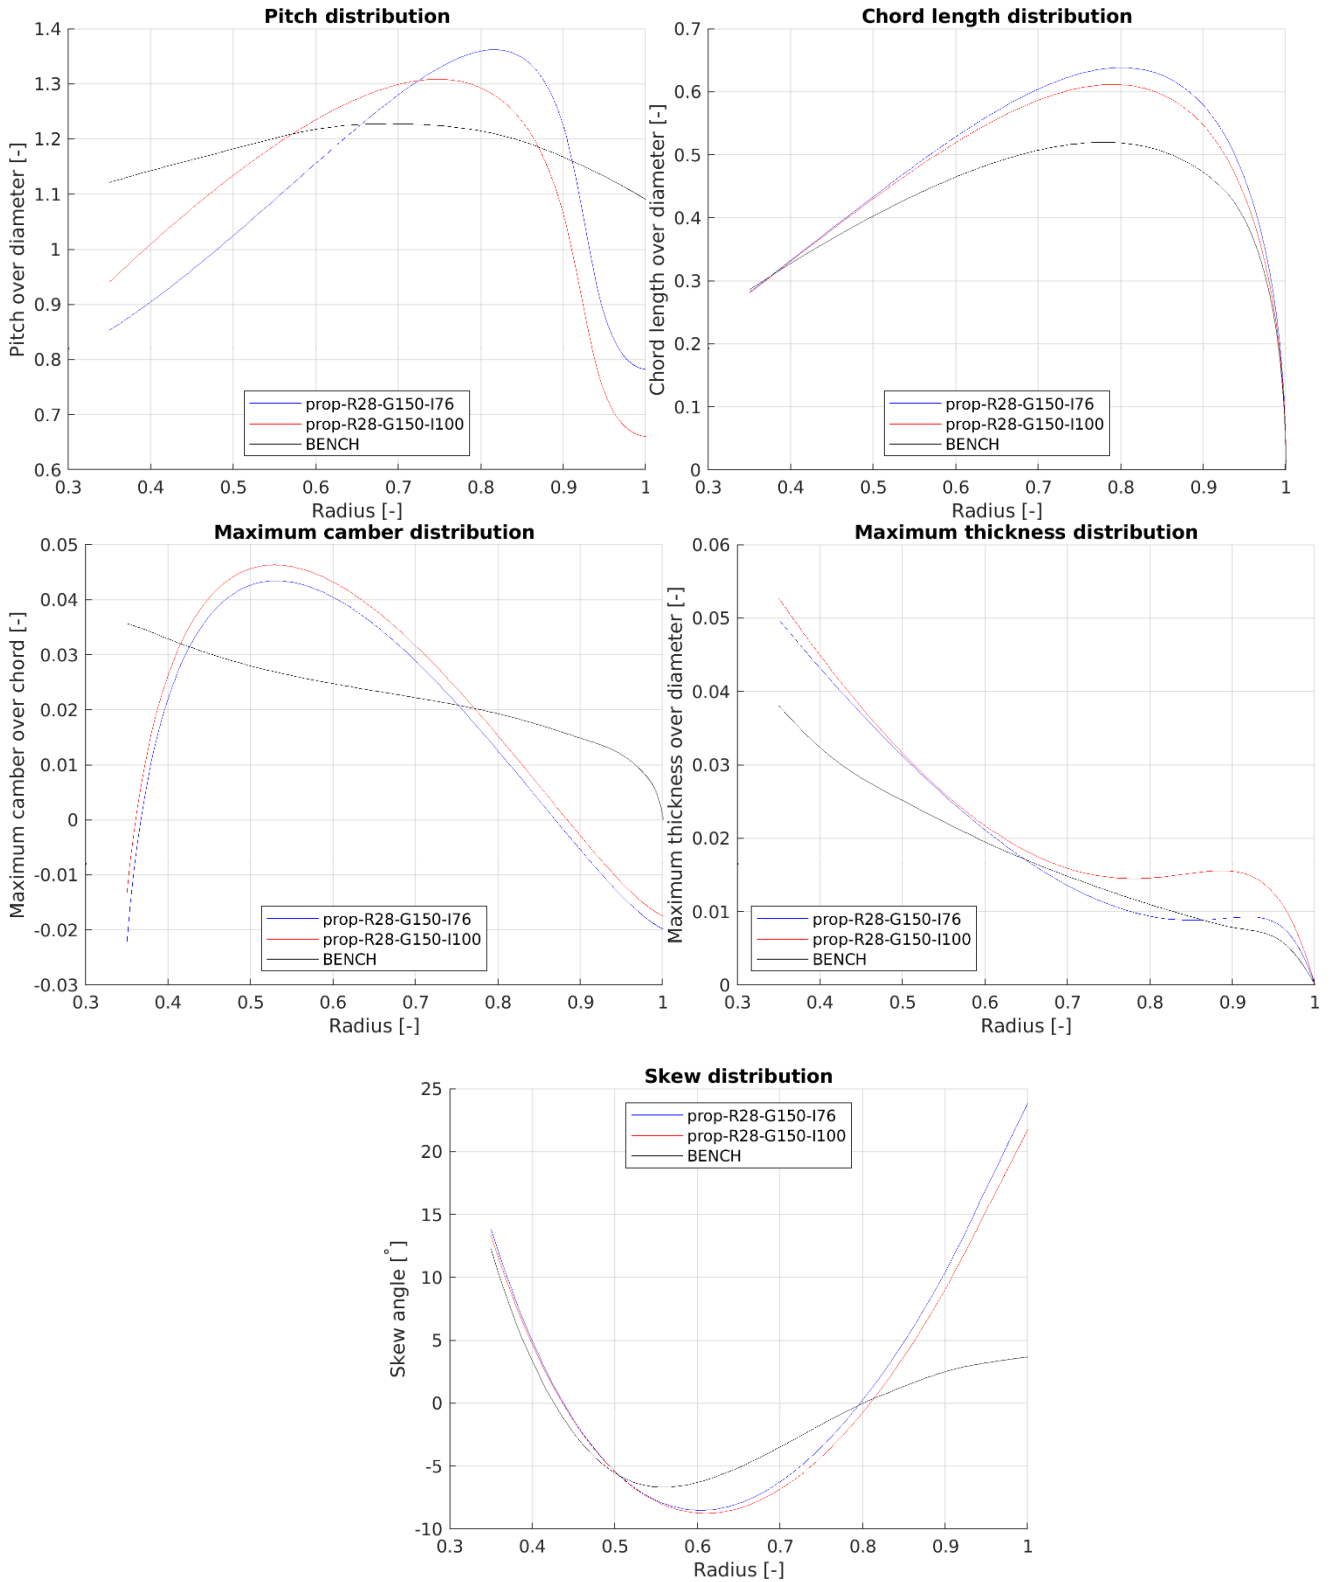 Pitch distribution
Pitch over diameter [-]
1.4
1.3
1.2
1.1
1
0.9
0.8
0.7
0.6
prop-R28-G150-I76
prop-R28-G150-I100
BENCH
0.3 0.4 0.5 0.6 0.7 0.8 0.9 1
Radius [-]
Chord length distribution
Chord length over diameter [-]
0.7
0.6
0.5
0.4
0.3
0.2
0.1
0
prop-R28-G150-I76
prop-R28-G150-I100
BENCH
0.3 0.4 0.5 0.6 0.7 0.8 0.9 1
Radius [-]
Maximum camber distribution
Maximum camber over chord [-]
0.05
0.04
0.03
0.02
0.01
0
-0.01
-0.02
-0.03
prop-R28-G150-I76
prop-R28-G150-I100
BENCH
0.3 0.4 0.5 0.6 0.7 0.8 0.9 1
Radius [-]
Maximum thickness distribution
Maximum thickness over diameter [-]
0.06
0.05
0.04
0.03
0.02
0.01
0
prop-R28-G150-I76
prop-R28-G150-I100
BENCH
0.3 0.4 0.5 0.6 0.7 0.8 0.9 1
Radius [-]
Skew distribution
Skew angle [°]
25
20
15
10
5
0
-5
-10
prop-R28-G150-I76
prop-R28-G150-I100
BENCH
0.3 0.4 0.5 0.6 0.7 0.8 0.9 1
Radius [-]